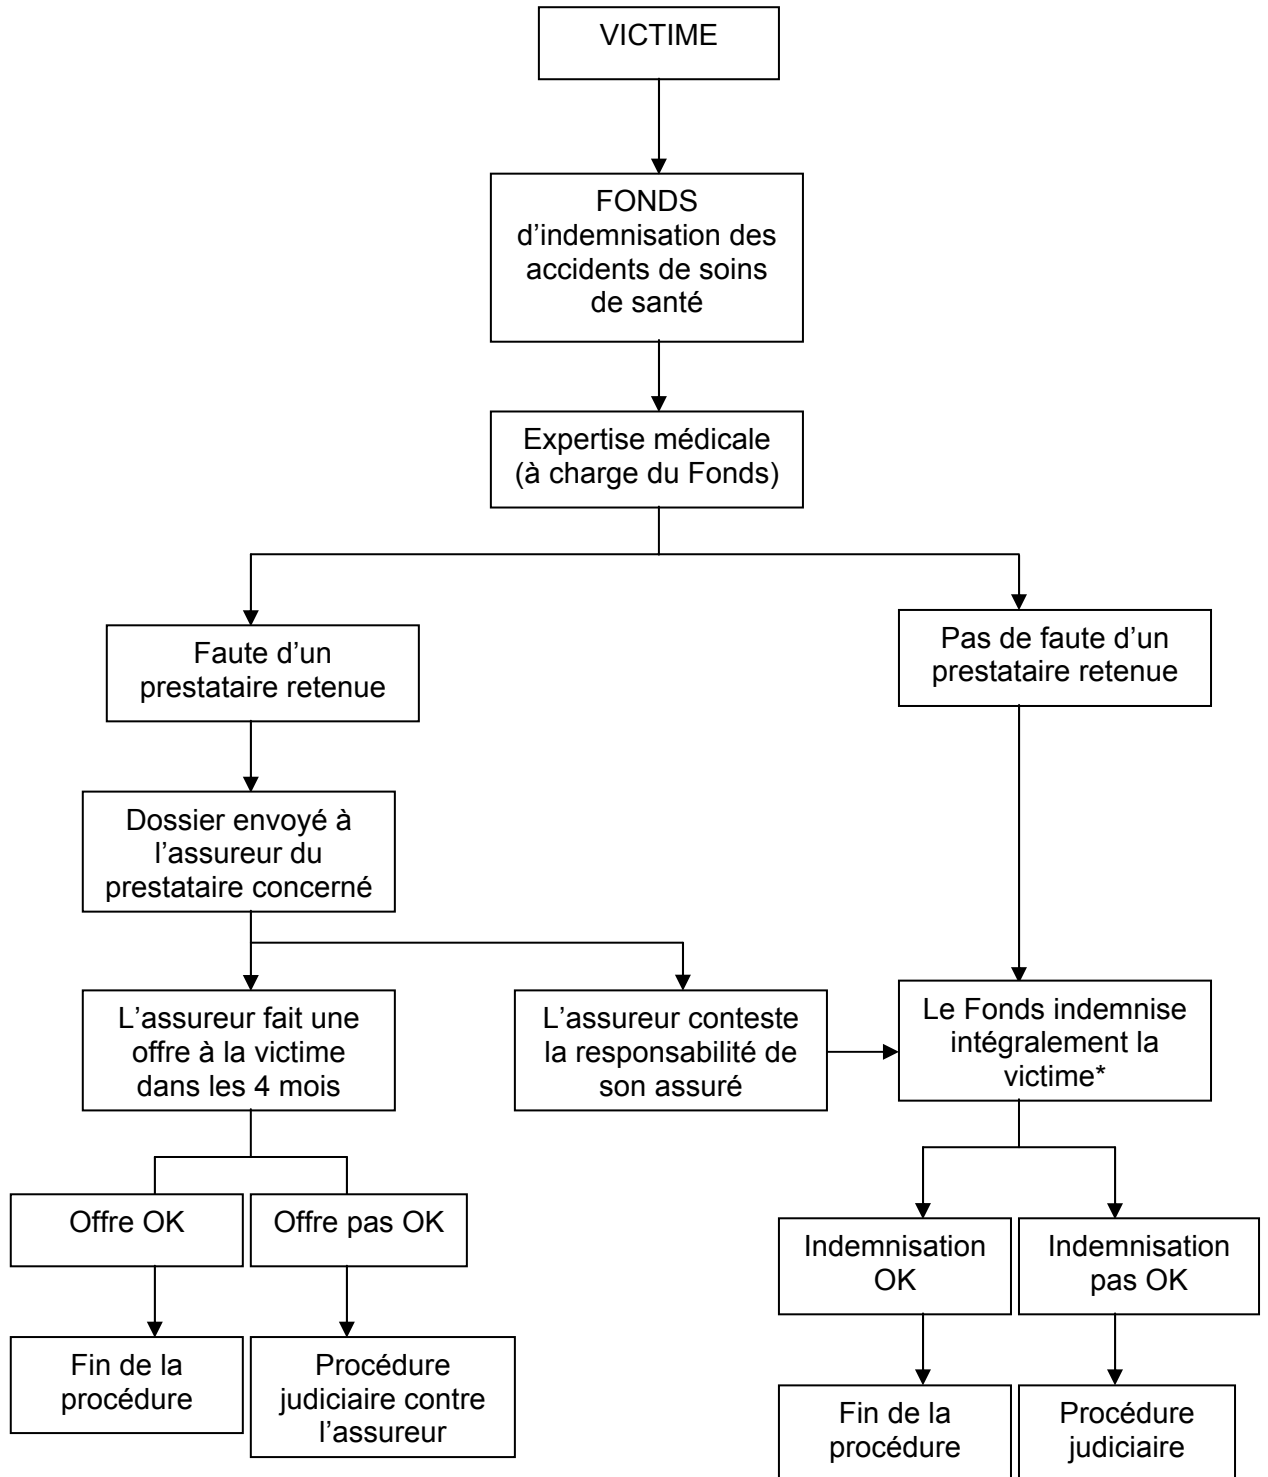 VICTIME
FONDS
d’indemnisation des
accidents de soins
de santé
Expertise médicale
(à charge du Fonds)
Faute d’un
prestataire retenue
Pas de faute d’un
prestataire retenue
Dossier envoyé à
l’assureur du
prestataire concerné
L’assureur fait une
offre à la victime
dans les 4 mois
L’assureur conteste
la responsabilité de
son assuré
Le Fonds indemnise
intégralement la
victime*
Offre OK
Offre pas OK
Indemnisation
OK
Indemnisation
pas OK
Fin de la
procédure
Procédure
judiciaire contre
l’assureur
Fin de la
procédure
Procédure
judiciaire